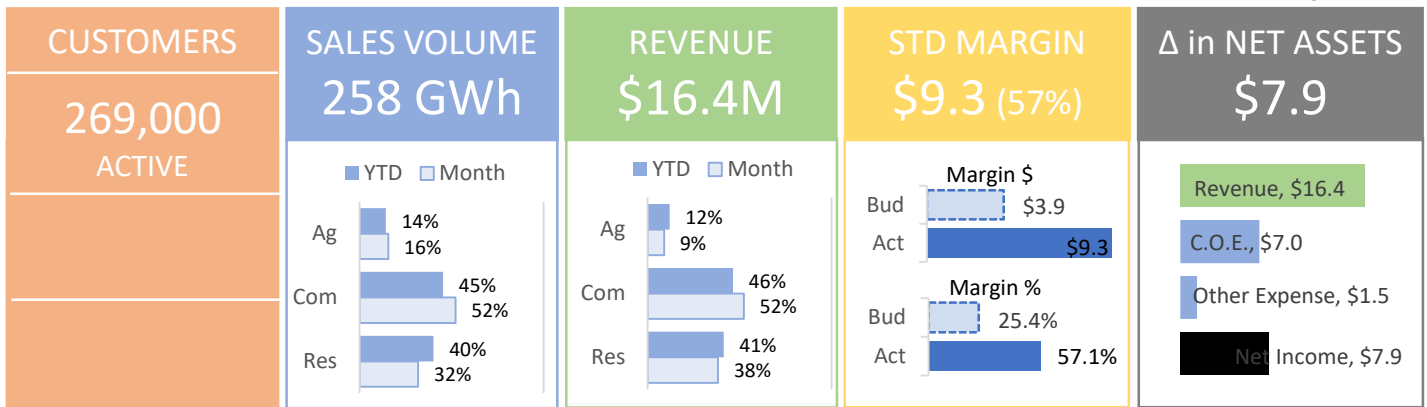 CUSTOMERS
269,000
ACTIVE
SALES VOLUME
258 GWh
YTD Month
Ag 14%
16%
Com 45%
52%
Res 40%
32%
REVENUE
$16.4M
YTD Month
Ag 12%
9%
Com 46%
52%
Res 41%
38%
STD MARGIN
$9.3 (57%)
Margin $
Bud $3.9
Act $9.3
Margin %
Bud 25.4%
Act 57.1%
Δ in NET ASSETS
$7.9
Revenue, $16.4
C.O.E., $7.0
Other Expense, $1.5
Net Income, $7.9